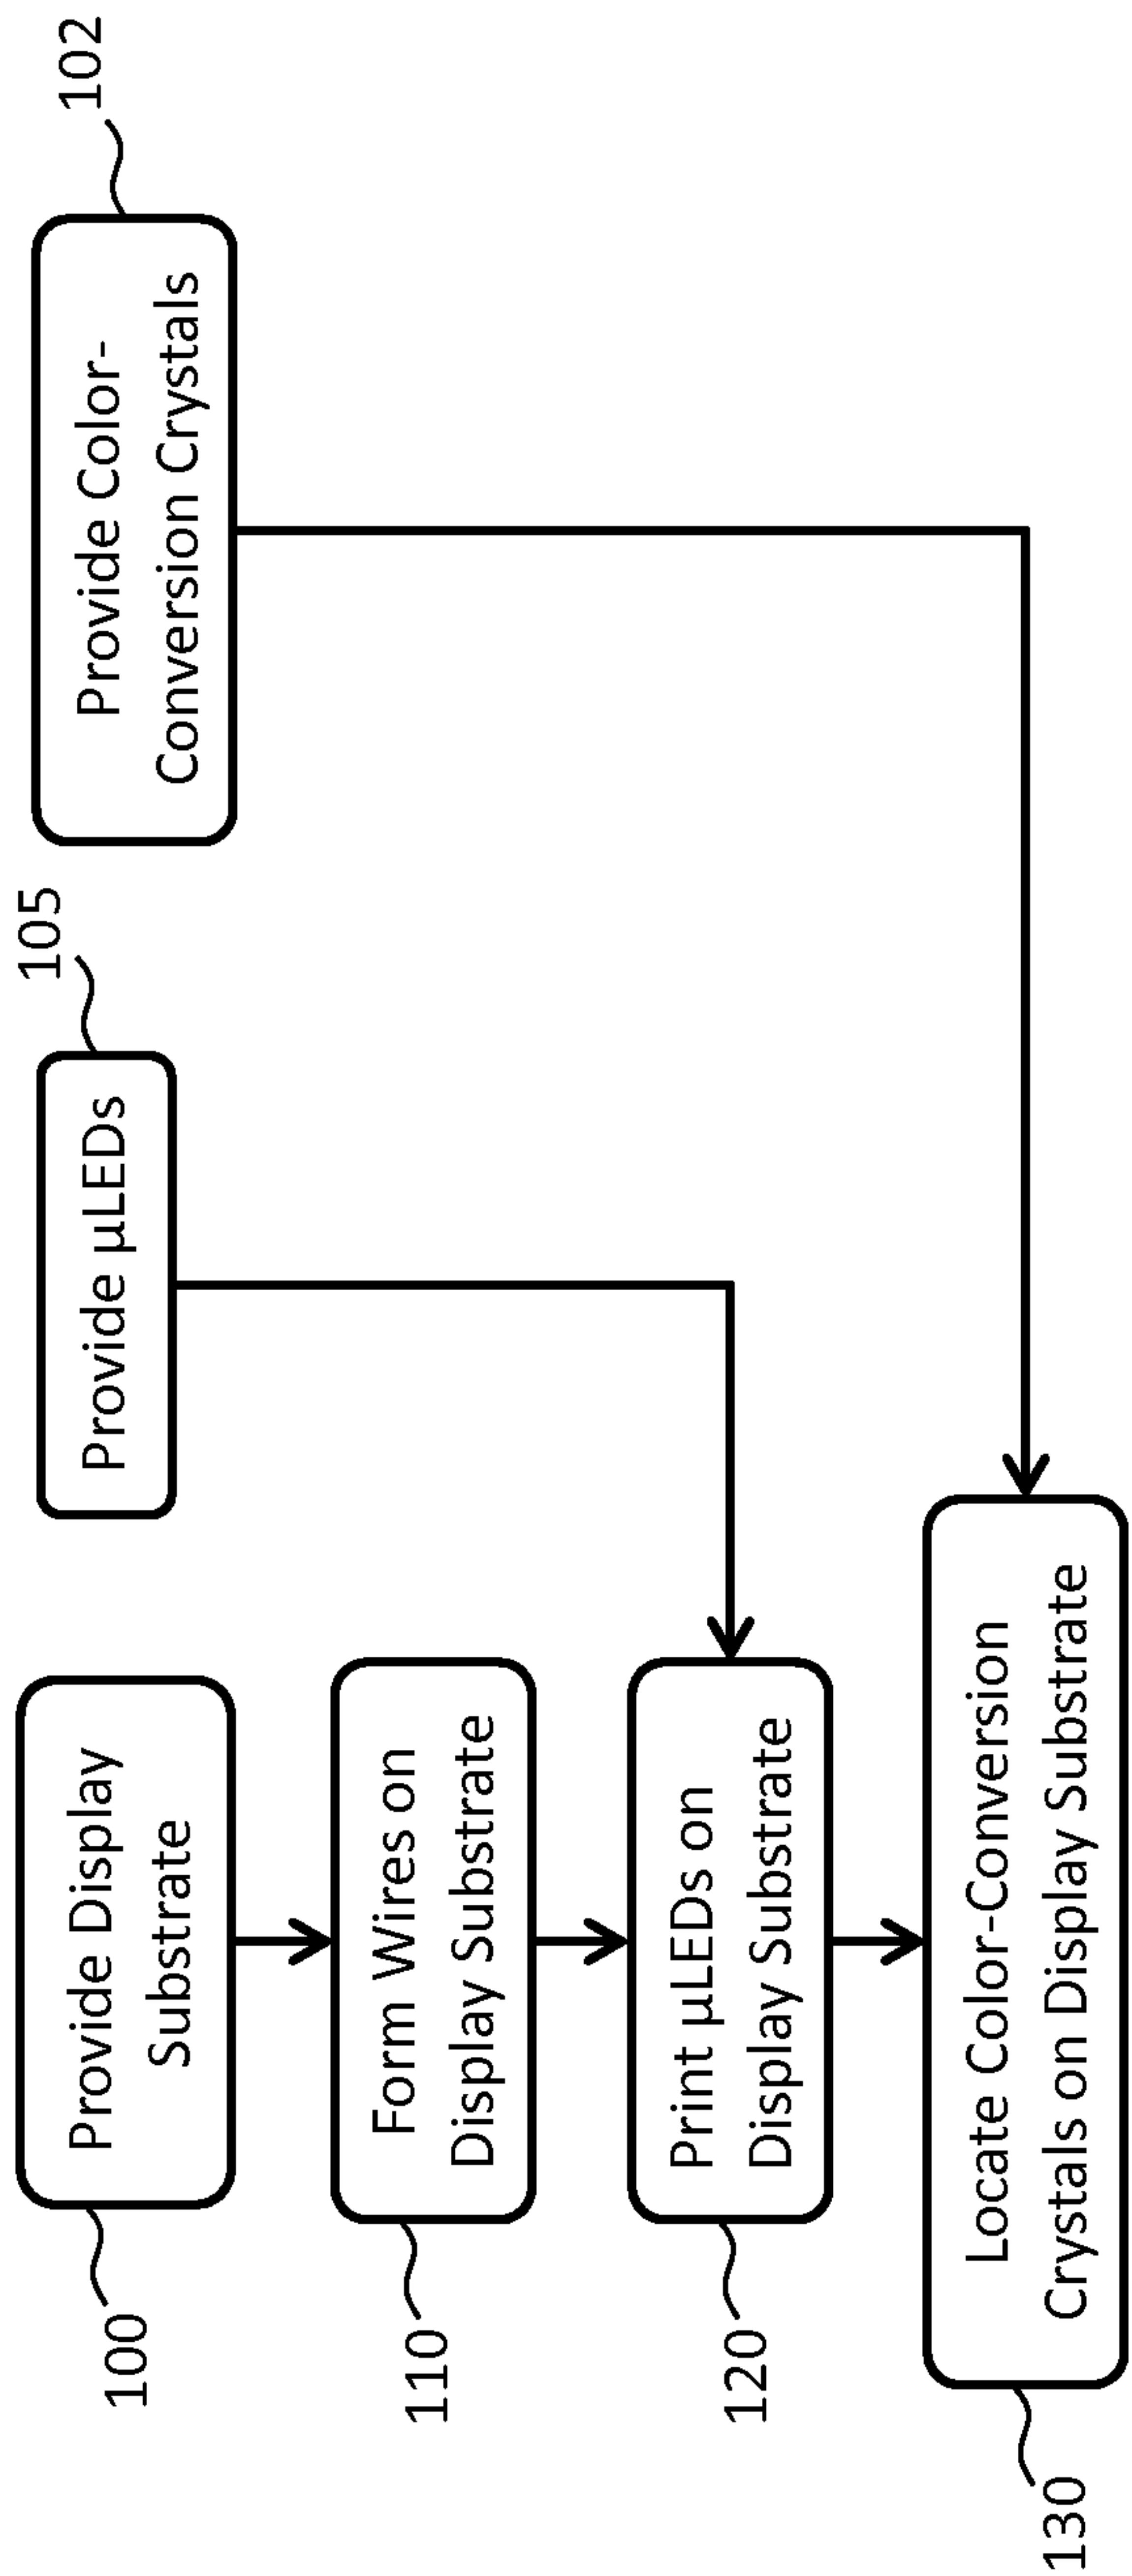 100
Provide Display
Substrate
Provide µLEDs
105
Provide Color-
Conversion Crystals
102
110
Form Wires on
Display Substrate
120
Print µLEDs on
Display Substrate
130
Locate Color-Conversion
Crystals on Display Substrate